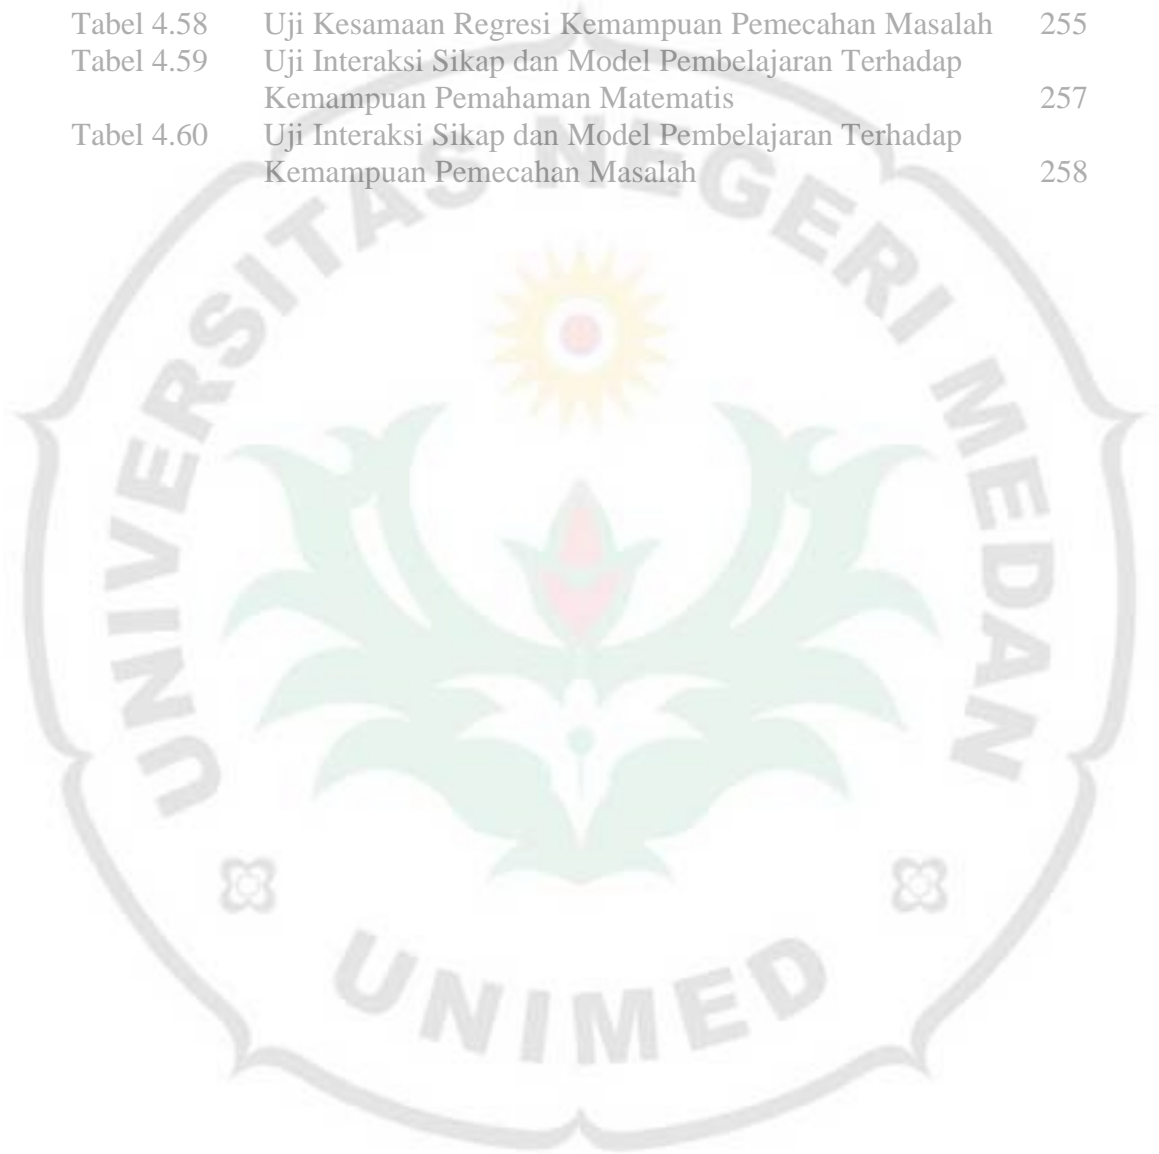 Tabel 4.58 Uji Kesamaan Regresi Kemampuan Pemecahan Masalah 255
Tabel 4.59 Uji Interaksi Sikap dan Model Pembelajaran Terhadap
Kemampuan Pemahaman Matematis 257
Tabel 4.60 Uji Interaksi Sikap dan Model Pembelajaran Terhadap
Kemampuan Pemecahan Masalah 258
UNIVERSITAS NEGERI MEDAN
UNIMED